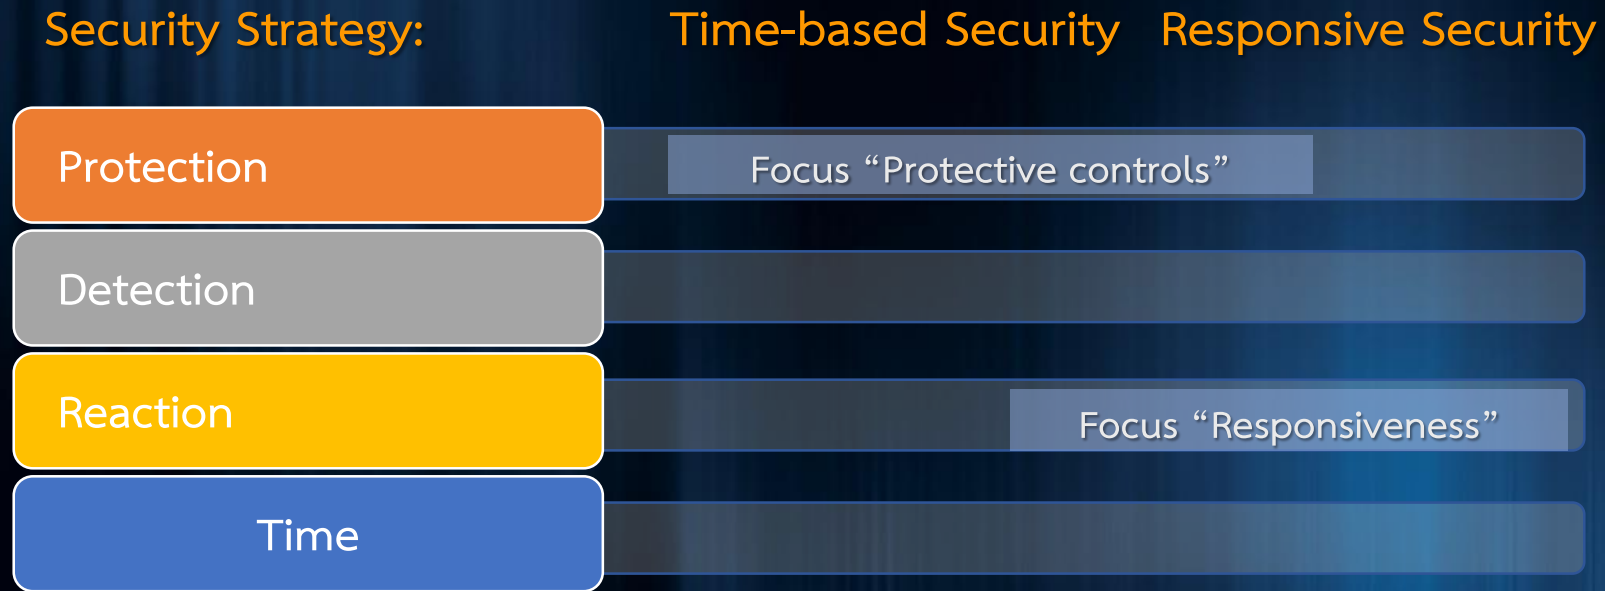 Security Strategy:
Time-based Security
Responsive Security
Protection
Focus “Protective controls”
Detection
Reaction
Focus “Responsiveness”
Time